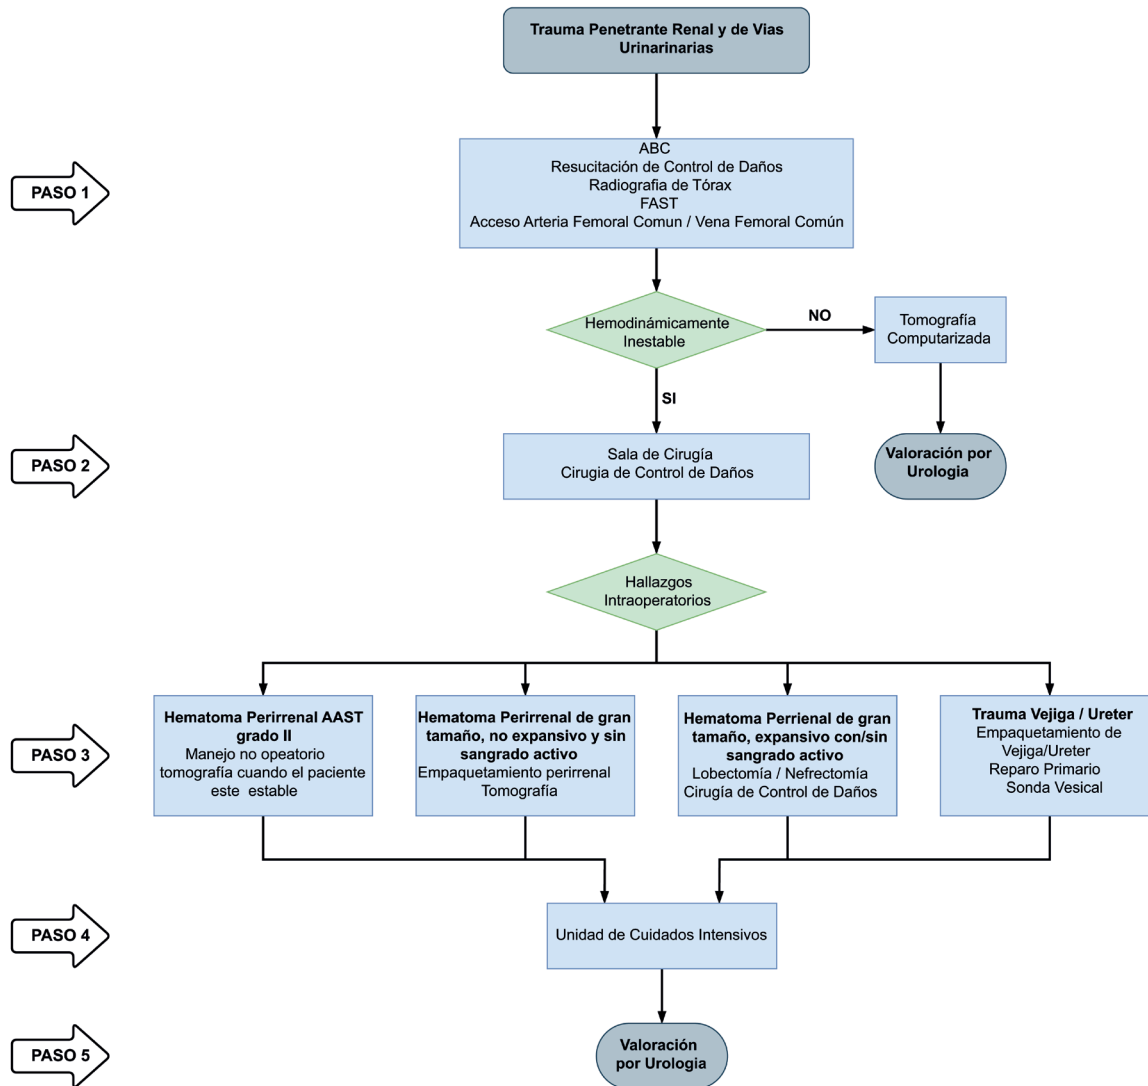 Trauma Penetrante Renal y de Vias
Urinarinarias
PASO 1
ABC
Resucitación de Control de Daños
Radiografia de Tórax
FAST
Acceso Arteria Femoral Comun / Vena Femoral Común
Hemodinámicamente
Inestable
NO
Tomografía
Computarizada
SI
PASO 2
Sala de Cirugía
Cirugia de Control de Daños
Valoración por
Urologia
Hallazgos
Intraoperatorios
PASO 3
Hematoma Perirrenal AAST
grado II
Manejo no opeatorio
tomografía cuando el paciente
este estable
Hematoma Perirrenal de gran
tamaño, no expansivo y sin
sangrado activo
Empaquetamiento perirrenal
Tomografía
Hematoma Perrienal de gran
tamaño, expansivo con/sin
sangrado activo
Lobectomía / Nefrectomía
Cirugía de Control de Daños
Trauma Vejiga / Ureter
Empaquetamiento de
Vejiga/Ureter
Reparo Primario
Sonda Vesical
PASO 4
Unidad de Cuidados Intensivos
PASO 5
Valoración
por Urologia